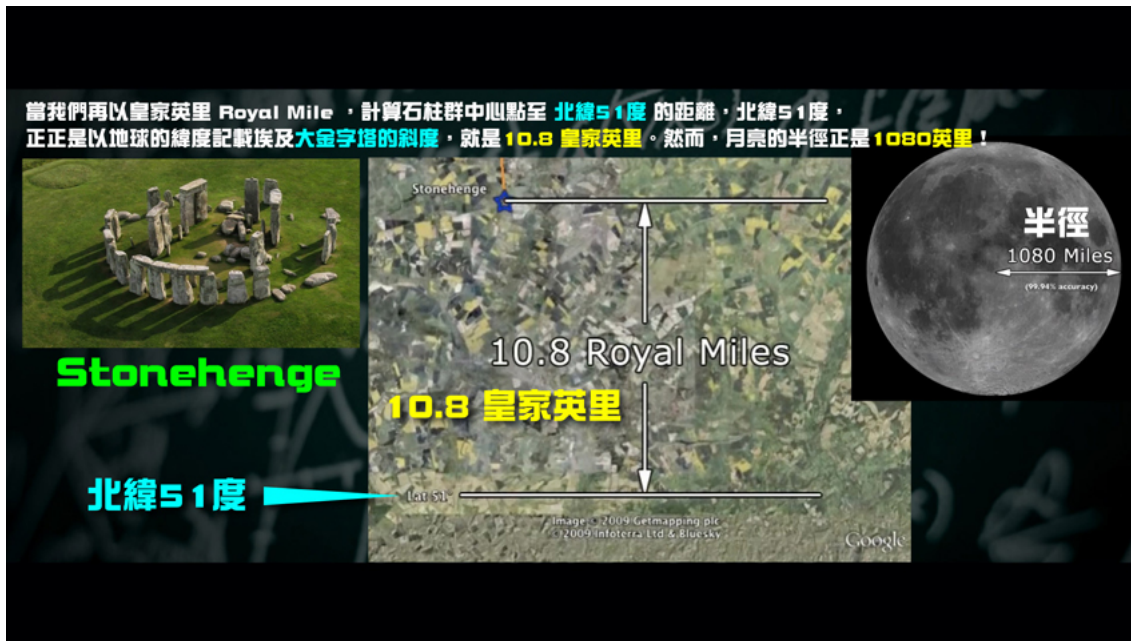 當我們再以皇家英里 Royal Mile ，計算石柱群中心點至 北緯51度 的距離，北緯51度，
正正是以地球的緯度記載埃及大金字塔的斜度，就是10.8 皇家英里。然而，月亮的半徑正是1080英里！
Stonehenge
半徑
1080 Miles
(99.94% accuracy)
10.8 Royal Miles
Stonehenge
10.8 皇家英里
北緯51度
Lat 51
Image © 2009 Getmapping plc
© 2009 Infoterra Ltd & Bluesky
Google